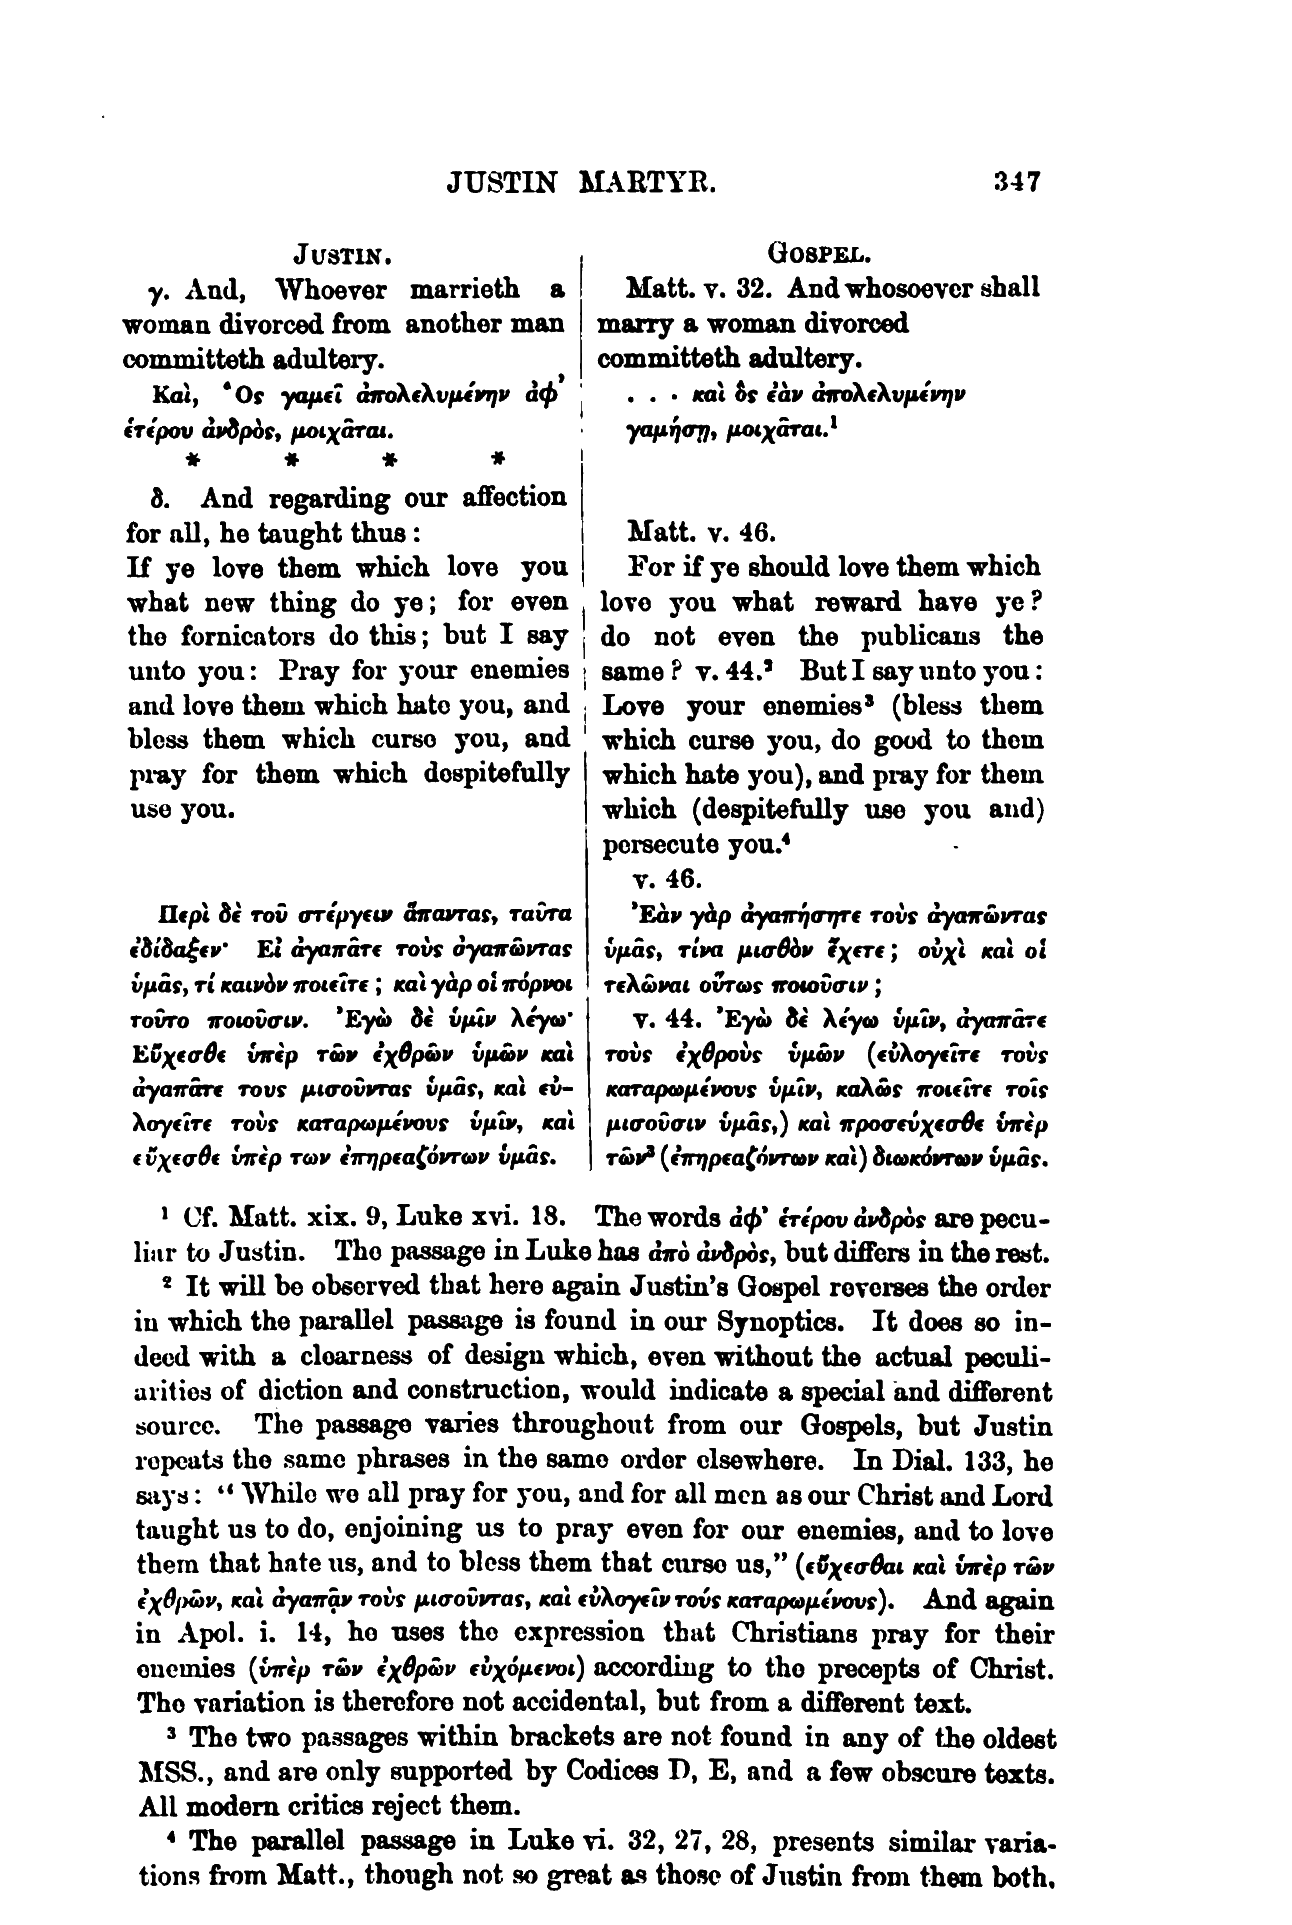 JUSTIN MARTYR. 347
JUSTIN.
γ. And, Whoever marrieth a
woman divorced from another man
committeth adultery.
Καὶ, Ὃς γαμεῖ ἀπολελυμένην ἀφ’
ἑτέρου ἀνδρὸς, μοιχᾶται.
* * * *
δ. And regarding our affection
for all, he taught thus:
If ye love them which love you
what new thing do ye; for even
the fornicators do this; but I say
unto you: Pray for your enemies
and love them which hate you, and
bless them which curse you, and
pray for them which despitefully
use you.
Περὶ δὲ τοῦ στέργειν ἅπαντας, ταῦτα
ἐδίδαξεν· Εἰ ἀγαπᾶτε τοὺς ἀγαπῶντας
ὑμᾶς, τί καινὸν ποιεῖτε; καὶ γὰρ οἱ πόρνοι
τοῦτο ποιοῦσιν. Ἐγὼ δὲ ὑμῖν λέγω·
Εὔχεσθε ὑπὲρ τῶν ἐχθρῶν ὑμῶν καὶ
ἀγαπᾶτε τους μισοῦντας ὑμᾶς, καὶ εὐ-
λογεῖτε τοὺς καταρωμένους ὑμῖν, καὶ
εὔχεσθε ὑπὲρ των ἐπηρεαζόντων ὑμᾶς.
GOSPEL.
Matt. v. 32. And whosoever shall
marry a woman divorced
committeth adultery.
. . . καὶ ὃς ἐὰν ἀπολελυμένην
γαμήσῃ, μοιχᾶται.¹
Matt. v. 46.
For if ye should love them which
love you what reward have ye?
do not even the publicans the
same? v. 44.² But I say unto you:
Love your enemies³ (bless them
which curse you, do good to them
which hate you), and pray for them
which (despitefully use you and)
persecute you.⁴
v. 46.
Ἐὰν γὰρ ἀγαπήσητε τοὺς ἀγαπῶντας
ὑμᾶς, τίνα μισθὸν ἔχετε; οὐχὶ καὶ οἱ
τελῶναι οὕτως ποιοῦσιν;
v. 44. Ἐγὼ δὲ λέγω ὑμῖν, ἀγαπᾶτε
τοὺς ἐχθροὺς ὑμῶν (εὐλογεῖτε τοὺς
καταρωμένους ὑμῖν, καλῶς ποιεῖτε τοῖς
μισοῦσιν ὑμᾶς,) καὶ προσεύχεσθε ὑπὲρ
τῶν³ (ἐπηρεαζόντων καὶ) διωκόντων ὑμᾶς.
¹ Cf. Matt. xix. 9, Luke xvi. 18. The words ἀφ’ ἑτέρου ἀνδρὸς are pecu-
liar to Justin. The passage in Luke has ἀπὸ ἀνδρὸς, but differs in the rest.
² It will be observed that here again Justin's Gospel reverses the order
in which the parallel passage is found in our Synoptics. It does so in-
deed with a clearness of design which, even without the actual peculi-
arities of diction and construction, would indicate a special and different
source. The passage varies throughout from our Gospels, but Justin
repeats the same phrases in the same order elsewhere. In Dial. 133, he
says: "While we all pray for you, and for all men as our Christ and Lord
taught us to do, enjoining us to pray even for our enemies, and to love
them that hate us, and to bless them that curse us," (εὔχεσθαι καὶ ὑπὲρ τῶν
ἐχθρῶν, καὶ ἀγαπᾷν τοὺς μισοῦντας, καὶ εὐλογεῖν τούς καταρωμένους). And again
in Apol. i. 14, he uses the expression that Christians pray for their
enemies (ὑπὲρ τῶν ἐχθρῶν εὐχόμενοι) according to the precepts of Christ.
The variation is therefore not accidental, but from a different text.
³ The two passages within brackets are not found in any of the oldest
MSS., and are only supported by Codices D, E, and a few obscure texts.
All modern critics reject them.
⁴ The parallel passage in Luke vi. 32, 27, 28, presents similar varia-
tions from Matt., though not so great as those of Justin from them both.